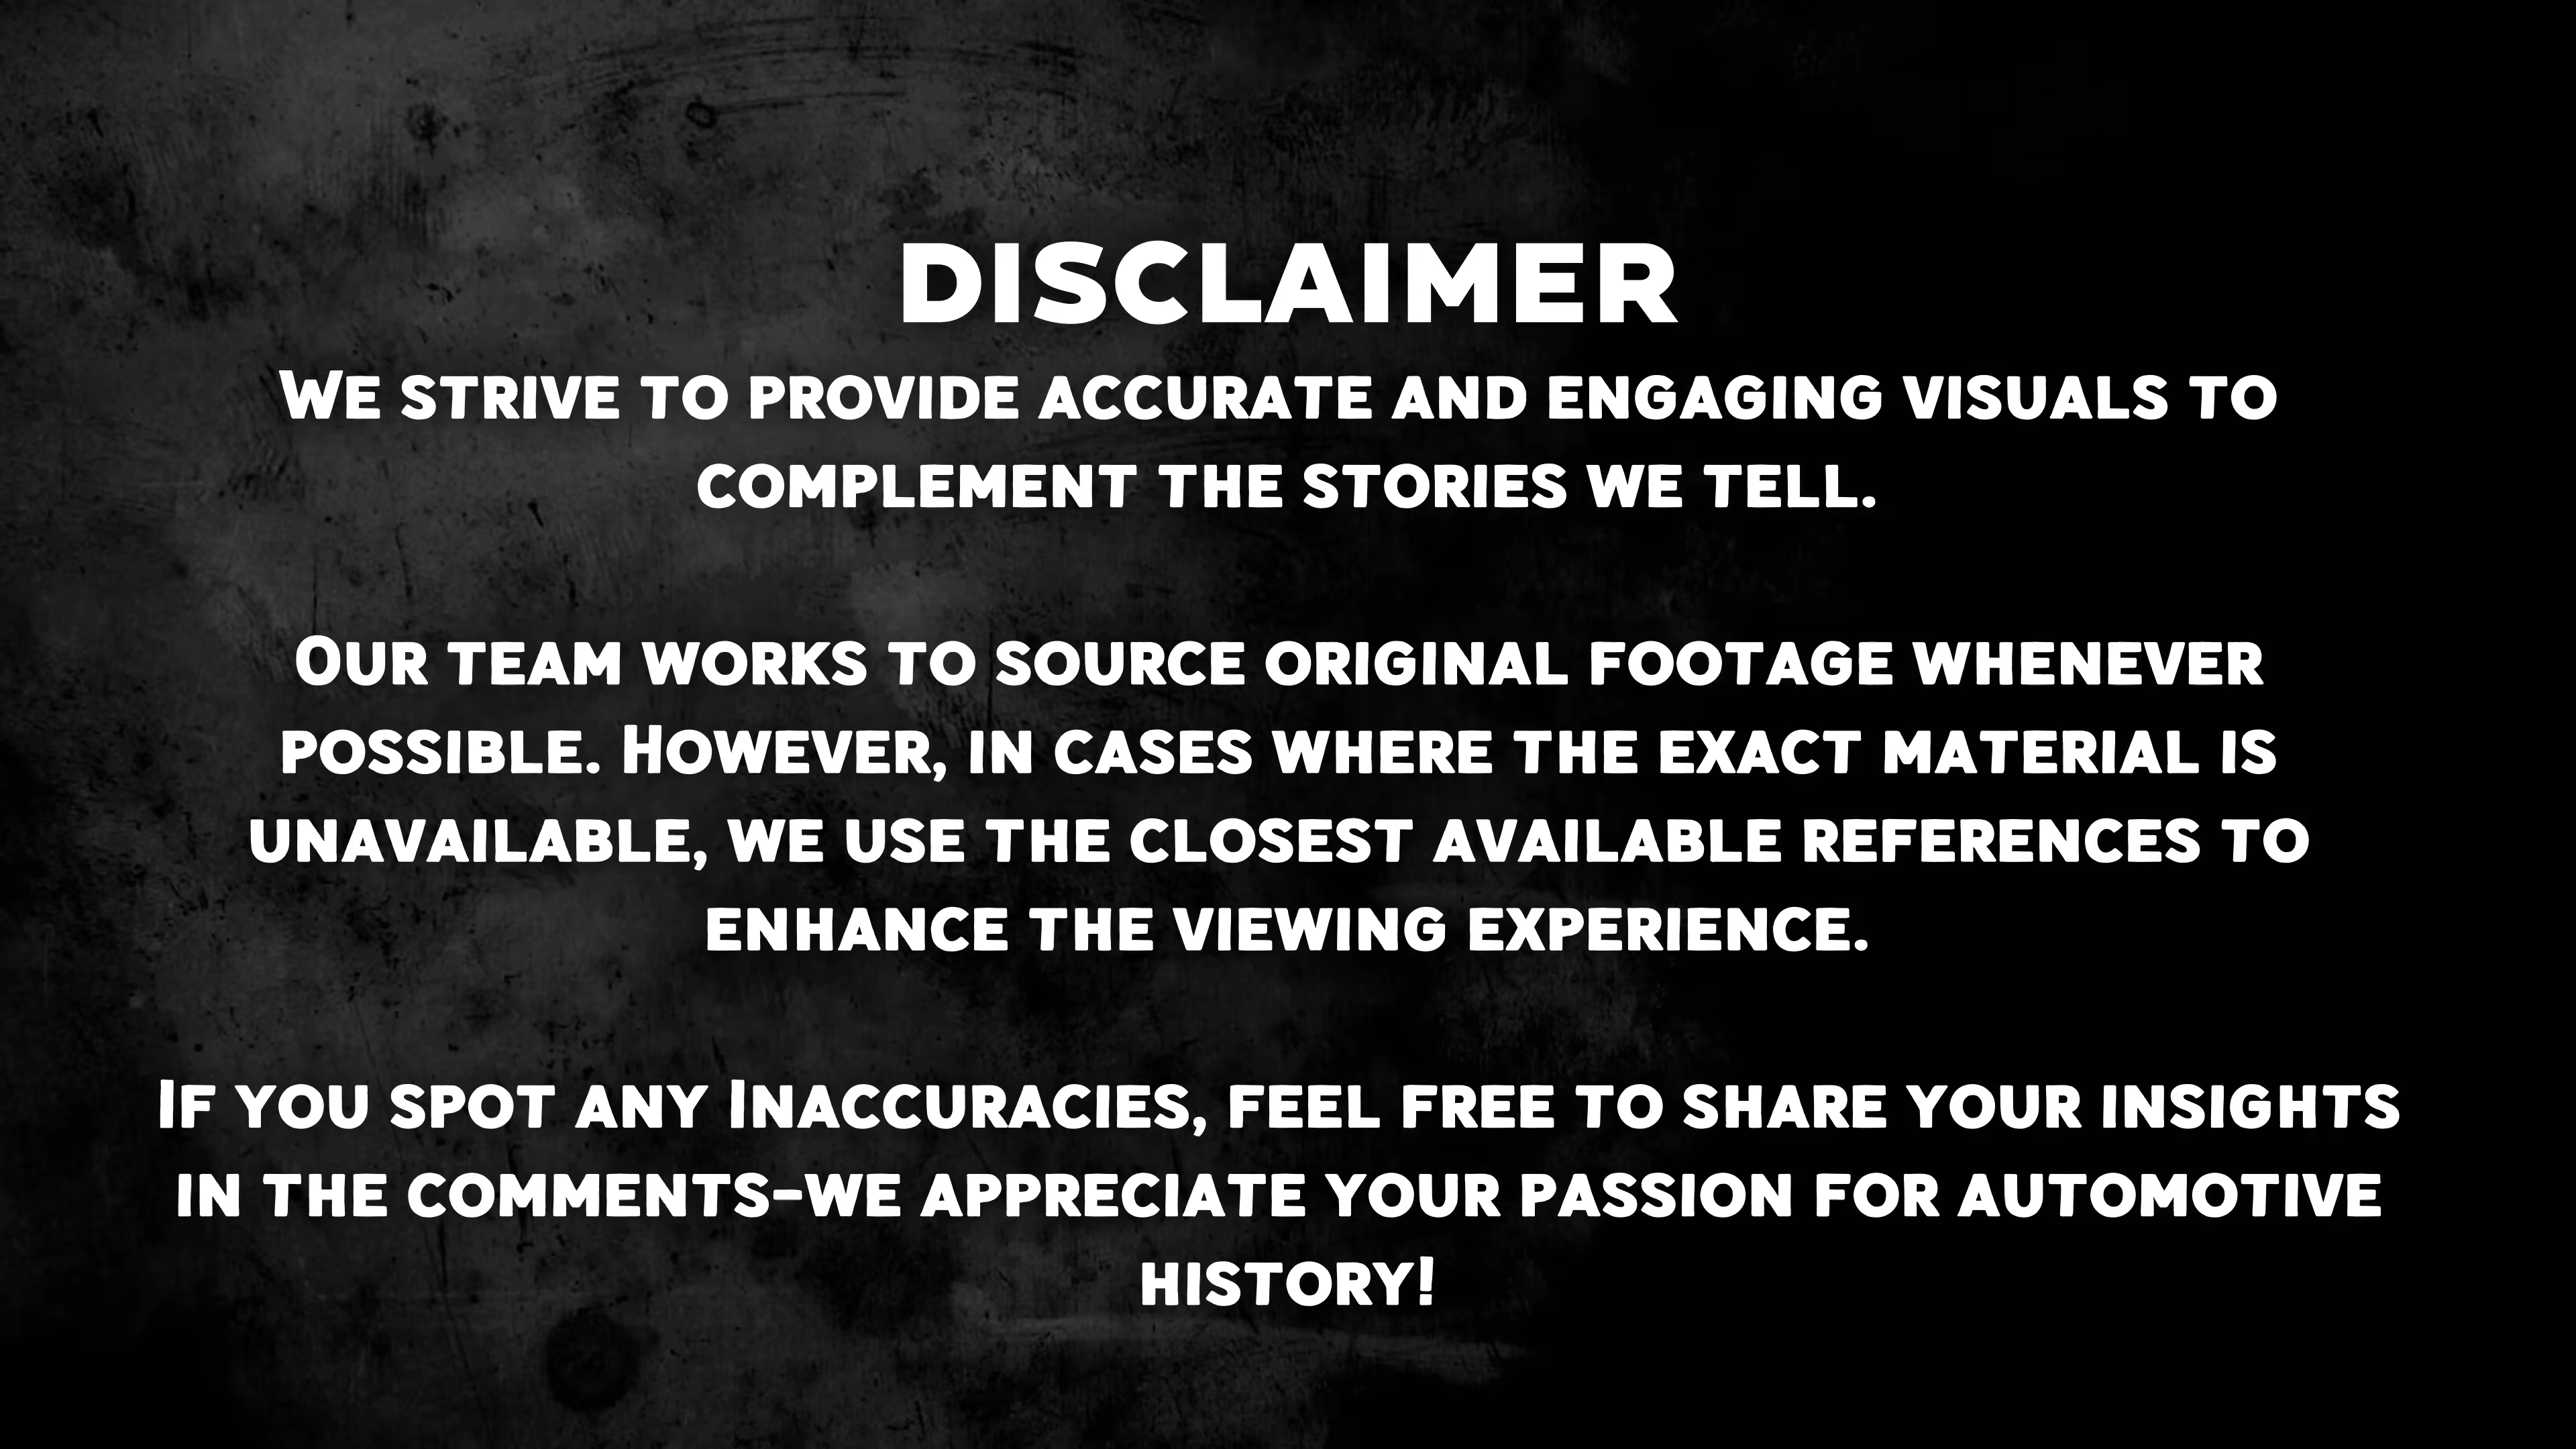 DISCLAIMER
We strive to provide accurate and engaging visuals to
complement the stories we tell.
Our team works to source original footage whenever
possible. However, in cases where the exact material is
unavailable, we use the closest available references to
enhance the viewing experience.
If you spot any Inaccuracies, feel free to share your insights
in the comments—we appreciate your passion for automotive
history!